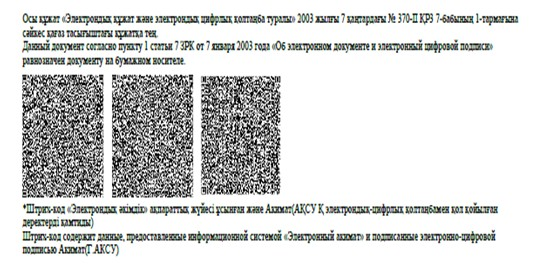 Осы құжат «Электрондық құжат және электрондық цифрлық қолтаңба туралы» 2003 жылғы 7 қаңтардағы № 370-II ҚРЗ 7-бабының 1-тармағына
сәйкес қағаз тасығыштағы құжатқа тең.
Данный документ согласно пункту 1 статьи 7 ЗРК от 7 января 2003 года «Об электронном документе и электронный цифровой подписи»
равнозначен документу на бумажном носителе.
*Штрих-код «Электрондық әкімдік» ақпараттық жүйесі ұсынған және Акимат(АҚСУ Қ электрондық-цифрлық қолтаңбамен қол қойылған
деректерді қамтиды)
Штрих-код содержит данные, предоставленные информационной системой «Электронный акимат» и подписанные электронно-цифровой
подписью Акимат(Г.АКСУ)